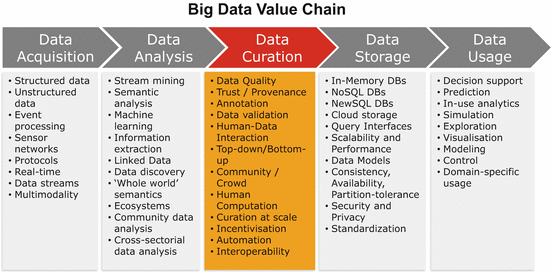 Big Data Value Chain
Data
Acquisition
• Structured data
• Unstructured
data
• Event
processing
• Sensor
networks
• Protocols
• Real-time
• Data streams
• Multimodality
Data
Analysis
• Stream mining
• Semantic
analysis
• Machine
learning
• Information
extraction
• Linked Data
• Data discovery
• ‘Whole world’
semantics
• Ecosystems
• Community data
analysis
• Cross-sectorial
data analysis
Data
Curation
• Data Quality
• Trust / Provenance
• Annotation
• Data validation
• Human-Data
Interaction
• Top-down/Bottom-
up
• Community /
Crowd
• Human
Computation
• Curation at scale
• Incentivisation
• Automation
• Interoperability
Data
Storage
• In-Memory DBs
• NoSQL DBs
• NewSQL DBs
• Cloud storage
• Query Interfaces
• Scalability and
Performance
• Data Models
• Consistency,
Availability,
Partition-tolerance
• Security and
Privacy
• Standardization
Data
Usage
• Decision support
• Prediction
• In-use analytics
• Simulation
• Exploration
• Visualisation
• Modeling
• Control
• Domain-specific
usage